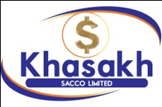 $
Khasakh
SACCO LIMITED